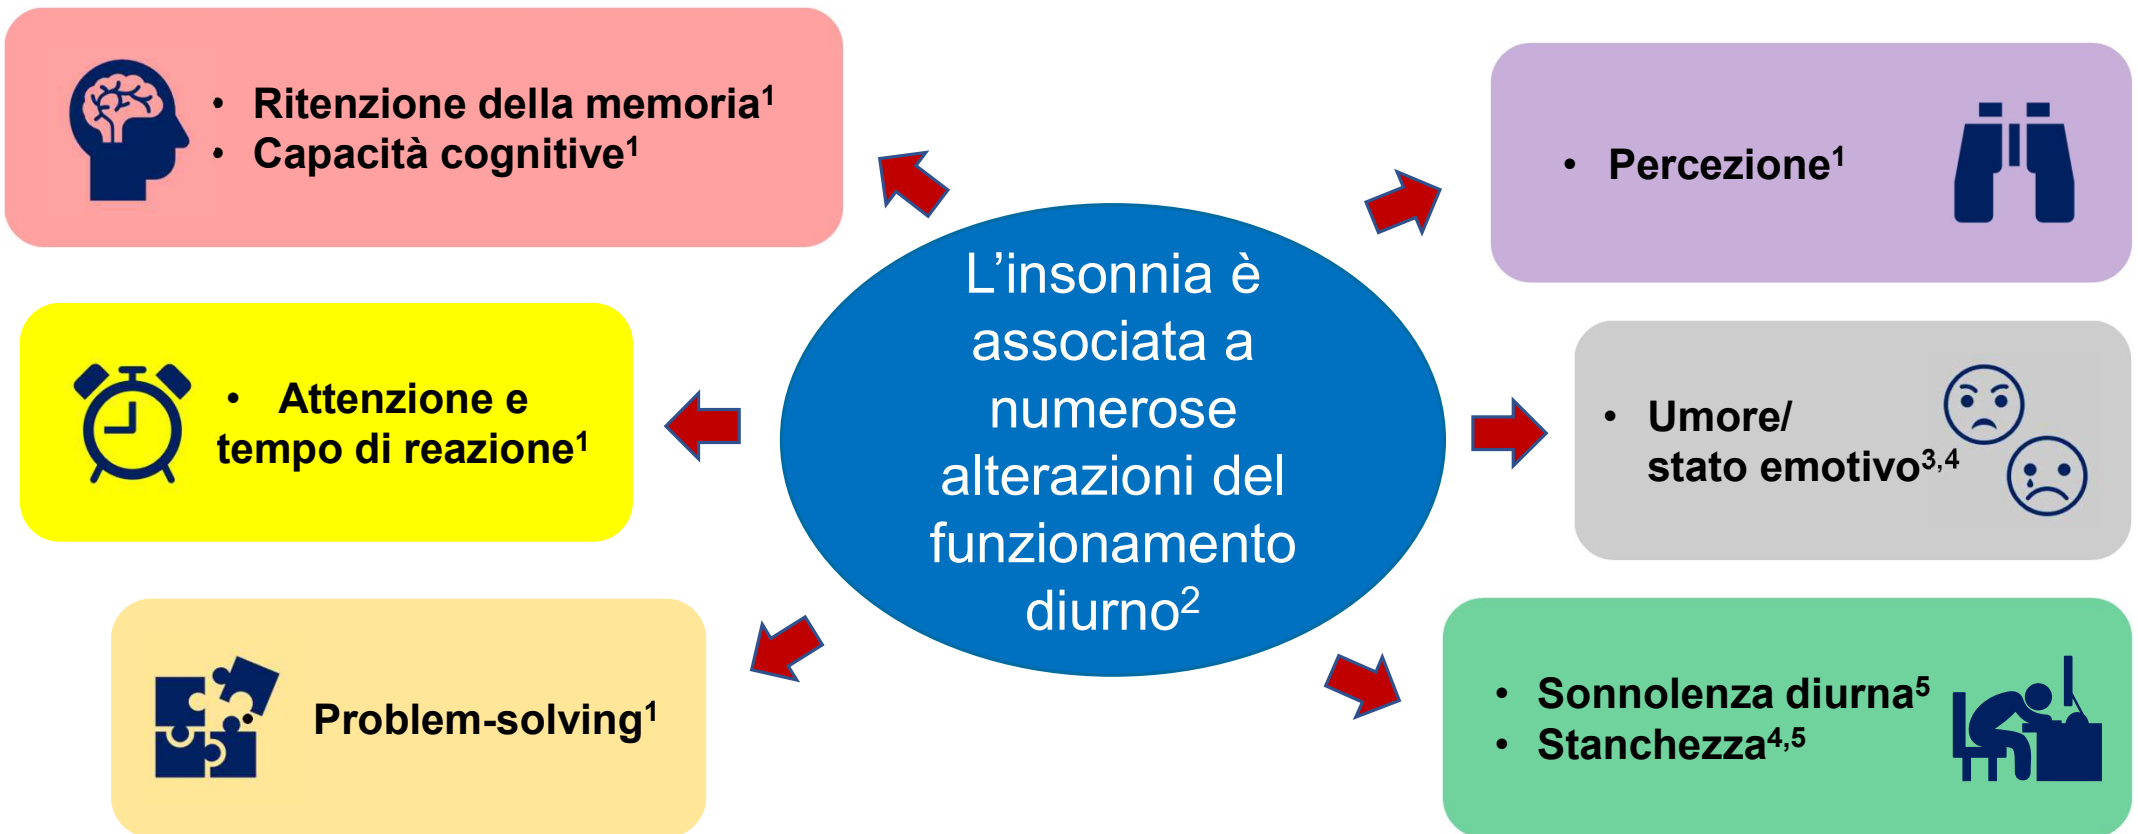 • Ritenzione della memoria¹
• Capacità cognitive¹
• Attenzione e
tempo di reazione¹
Problem-solving¹
L’insonnia è
associata a
numerose
alterazioni del
funzionamento
diurno²
• Percezione¹
• Umore/
stato emotivo³,⁴
• Sonnolenza diurna⁵
• Stanchezza⁴,⁵